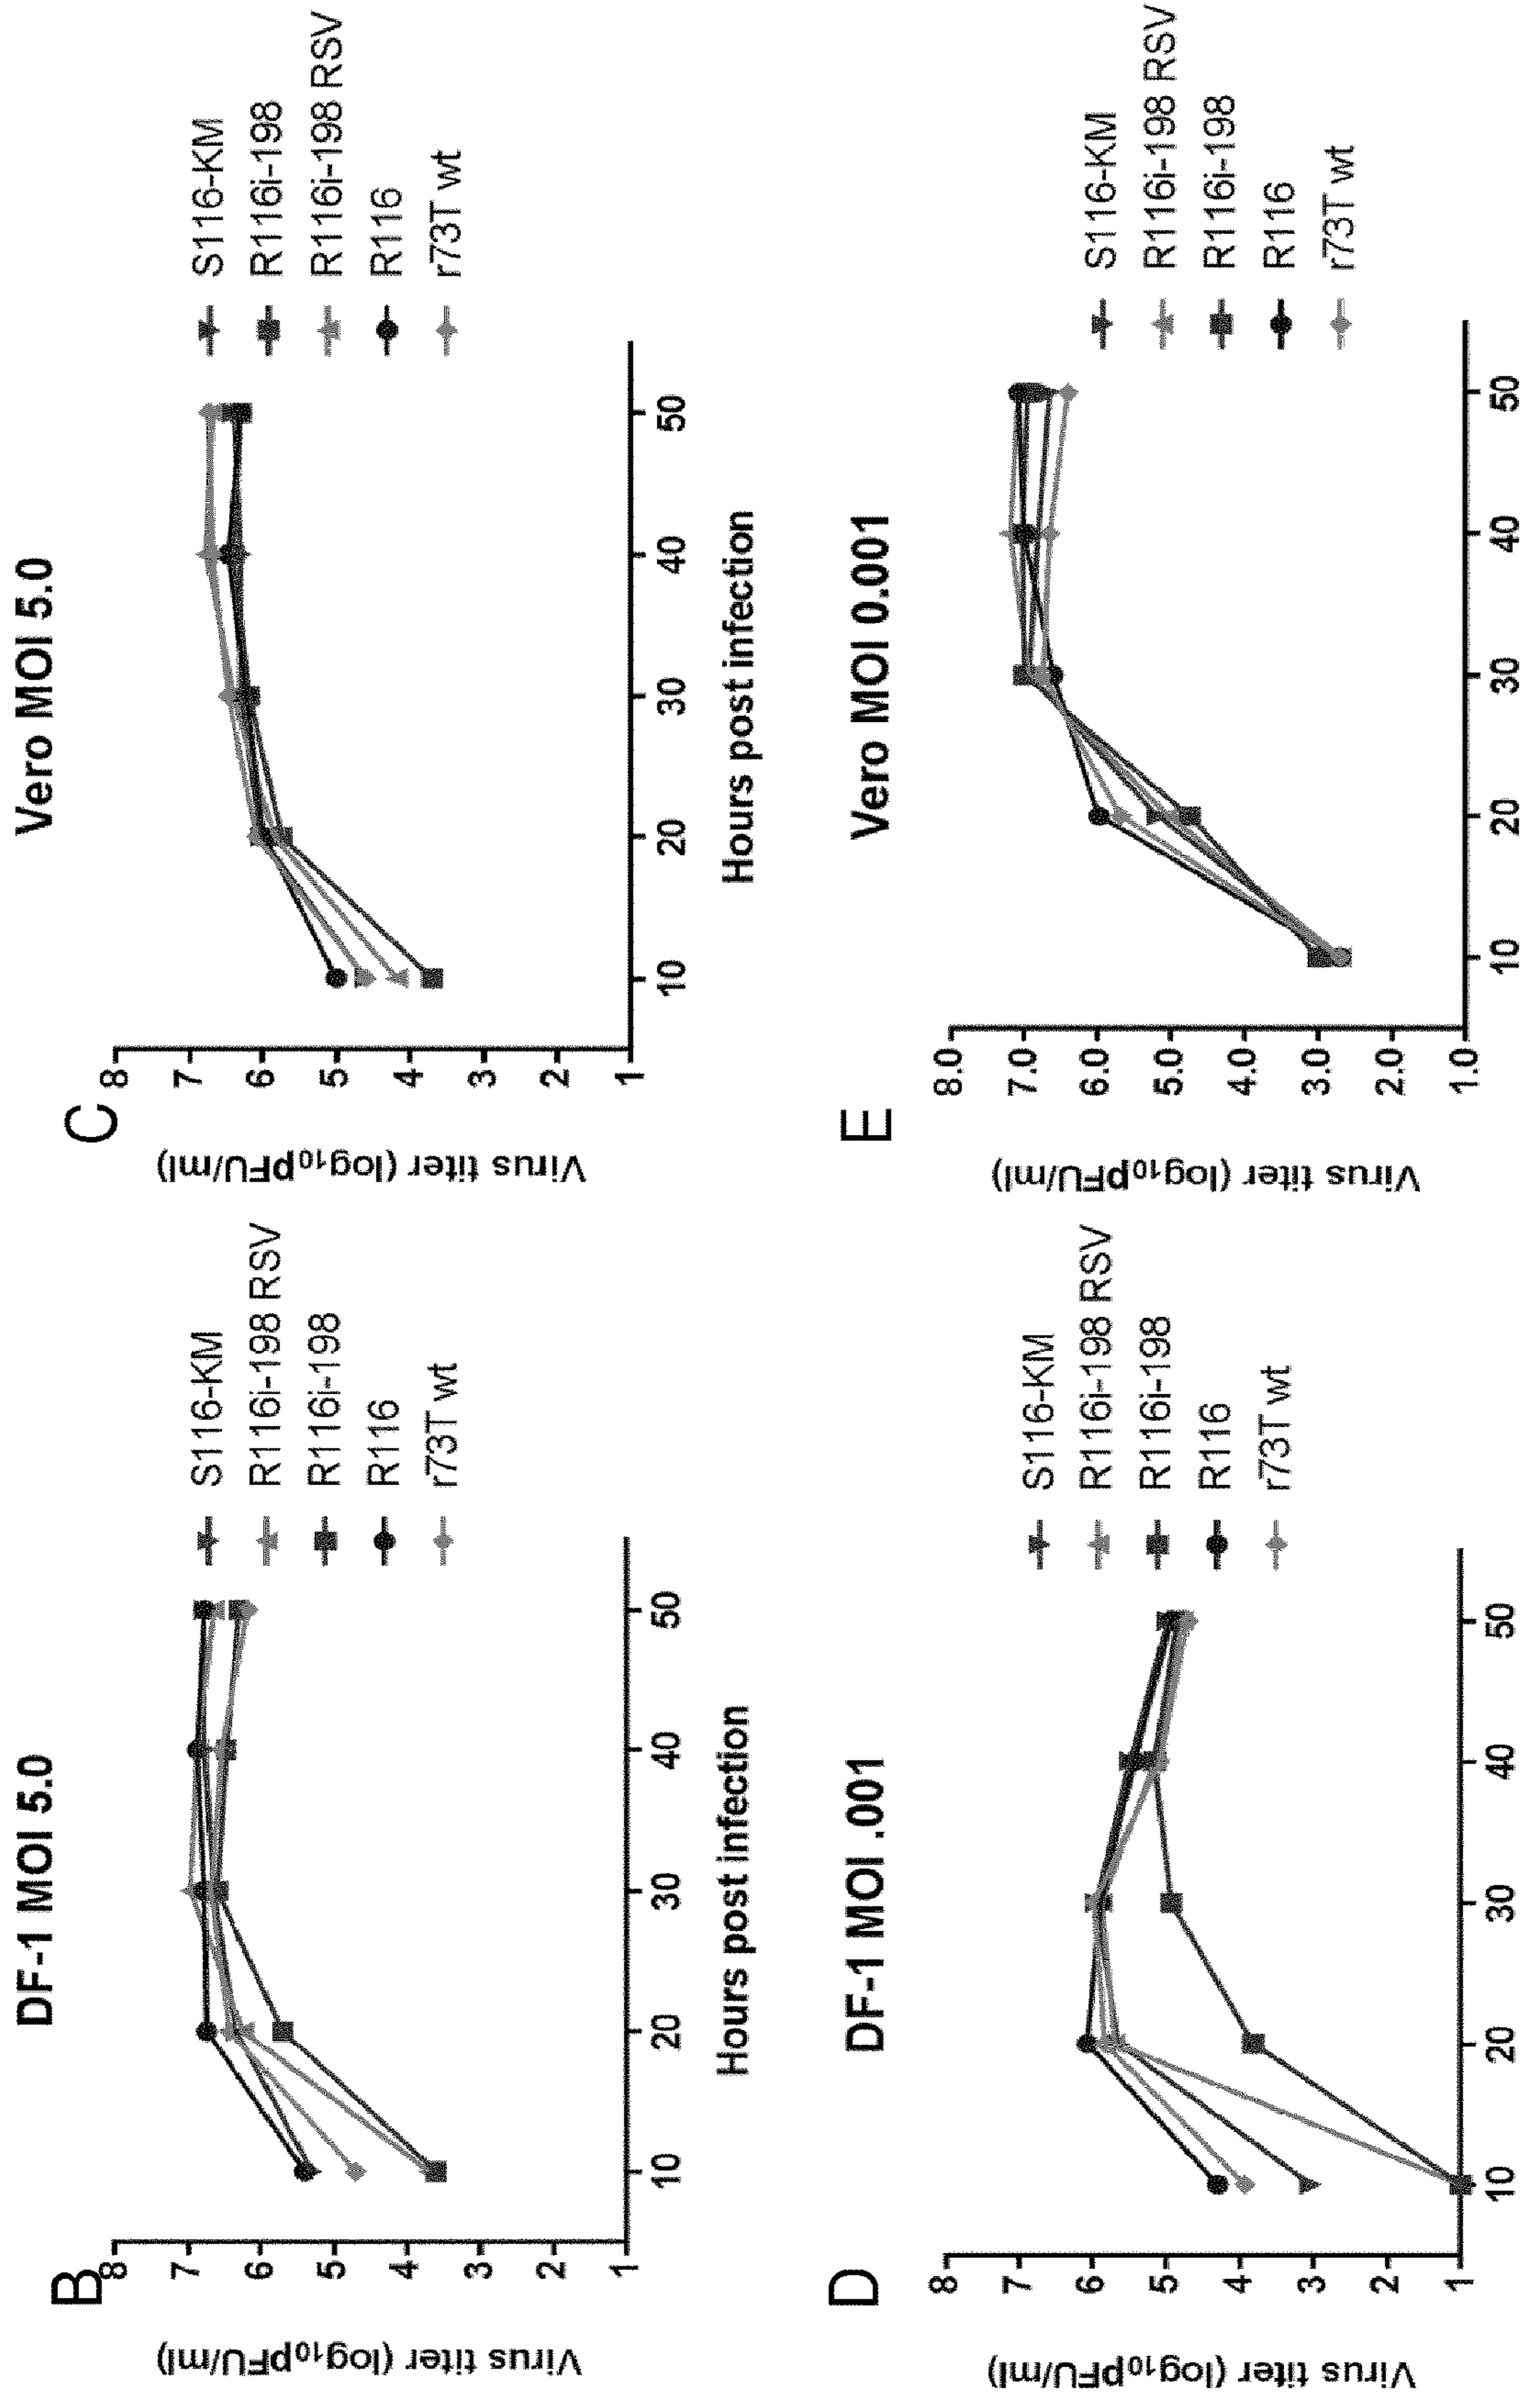 B
DF-1 MOI 5.0
Virus titer (log10pFU/ml)
8
7
6
5
4
3
2
1
10
20
30
40
50
Hours post infection
S116-KM
R116i-198 RSV
R116i-198
R116
r73T wt
C
Vero MOI 5.0
Virus titer (log10pFU/ml)
8
7
6
5
4
3
2
1
10
20
30
40
50
Hours post infection
S116-KM
R116i-198
R116i-198 RSV
R116
r73T wt
D
DF-1 MOI .001
Virus titer (log10pFU/ml)
8
7
6
5
4
3
2
1
10
20
30
40
50
S116-KM
R116i-198 RSV
R116i-198
R116
r73T wt
E
Vero MOI 0.001
Virus titer (log10pFU/ml)
8.0
7.0
6.0
5.0
4.0
3.0
2.0
1.0
10
20
30
40
50
S116-KM
R116i-198 RSV
R116i-198
R116
r73T wt